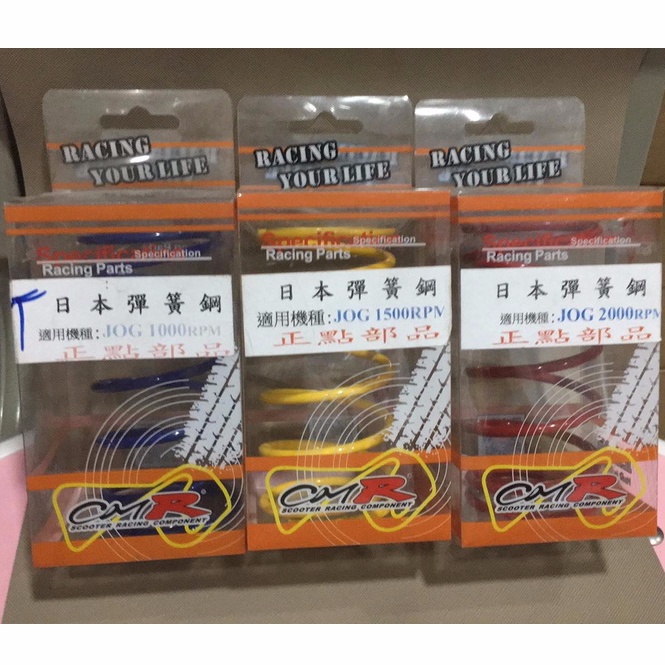 RACING
YOUR LIFE
Specification
Racing Parts
日本彈簧鋼
適用機種:JOG 1000RPM
正點部品
CMR
SCOOTER RACING COMPONENT
RACING
YOUR LIFE
Specification
Racing Parts
日本彈簧鋼
適用機種:JOG 1500RPM
正點部品
CMR
SCOOTER RACING COMPONENT
RACING
YOUR LIFE
Specification
Racing Parts
日本彈簧鋼
適用機種:JOG 2000RPM
正點部品
CMR
SCOOTER RACING COMPONENT